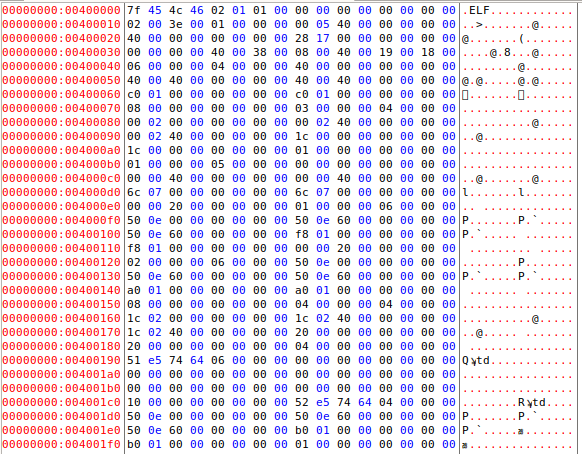 00000000:00400000 7f 45 4c 46 02 01 01 00 00 00 00 00 00 00 00 00 .ELF............
00000000:00400010 02 00 3e 00 01 00 00 00 00 05 40 00 00 00 00 00 ..>.......@.....
00000000:00400020 40 00 00 00 00 00 00 00 28 17 00 00 00 00 00 00 @.......(.......
00000000:00400030 00 00 00 00 40 00 38 00 08 00 40 00 19 00 18 00 ....@.8...@.....
00000000:00400040 06 00 00 00 04 00 00 00 40 00 00 00 00 00 00 00 ........@.......
00000000:00400050 40 00 40 00 00 00 00 00 40 00 40 00 00 00 00 00 @.@.....@.@.....
00000000:00400060 c0 01 00 00 00 00 00 00 c0 01 00 00 00 00 00 00 ▯.......▯.......
00000000:00400070 08 00 00 00 00 00 00 00 03 00 00 00 04 00 00 00 ................
00000000:00400080 00 02 00 00 00 00 00 00 00 02 40 00 00 00 00 00 ..........@.....
00000000:00400090 00 02 40 00 00 00 00 00 1c 00 00 00 00 00 00 00 ..@.............
00000000:004000a0 1c 00 00 00 00 00 00 00 01 00 00 00 00 00 00 00 ................
00000000:004000b0 01 00 00 00 05 00 00 00 00 00 00 00 00 00 00 00 ................
00000000:004000c0 00 00 40 00 00 00 00 00 00 00 40 00 00 00 00 00 ..@.......@.....
00000000:004000d0 6c 07 00 00 00 00 00 00 6c 07 00 00 00 00 00 00 l.......l.......
00000000:004000e0 00 00 20 00 00 00 00 00 01 00 00 00 06 00 00 00 .. .............
00000000:004000f0 50 0e 00 00 00 00 00 00 50 0e 60 00 00 00 00 00 P.......P.`.....
00000000:00400100 50 0e 60 00 00 00 00 00 f8 01 00 00 00 00 00 00 P.`.............
00000000:00400110 f8 01 00 00 00 00 00 00 00 00 20 00 00 00 00 00 .......... .....
00000000:00400120 02 00 00 00 06 00 00 00 50 0e 00 00 00 00 00 00 ........P.......
00000000:00400130 50 0e 60 00 00 00 00 00 50 0e 60 00 00 00 00 00 P.`.....P.`.....
00000000:00400140 a0 01 00 00 00 00 00 00 a0 01 00 00 00 00 00 00 ................
00000000:00400150 08 00 00 00 00 00 00 00 04 00 00 00 04 00 00 00 ................
00000000:00400160 1c 02 00 00 00 00 00 00 1c 02 40 00 00 00 00 00 ..........@.....
00000000:00400170 1c 02 40 00 00 00 00 00 20 00 00 00 00 00 00 00 ..@..... .......
00000000:00400180 20 00 00 00 00 00 00 00 04 00 00 00 00 00 00 00  ...............
00000000:00400190 51 e5 74 64 06 00 00 00 00 00 00 00 00 00 00 00 Qtd............
00000000:004001a0 00 00 00 00 00 00 00 00 00 00 00 00 00 00 00 00 ................
00000000:004001b0 00 00 00 00 00 00 00 00 00 00 00 00 00 00 00 00 ................
00000000:004001c0 10 00 00 00 00 00 00 00 52 e5 74 64 04 00 00 00 ........Rtd....
00000000:004001d0 50 0e 00 00 00 00 00 00 50 0e 60 00 00 00 00 00 P.......P.`.....
00000000:004001e0 50 0e 60 00 00 00 00 00 b0 01 00 00 00 00 00 00 P.`..... .......
00000000:004001f0 b0 01 00 00 00 00 00 00 01 00 00 00 00 00 00 00 ...............